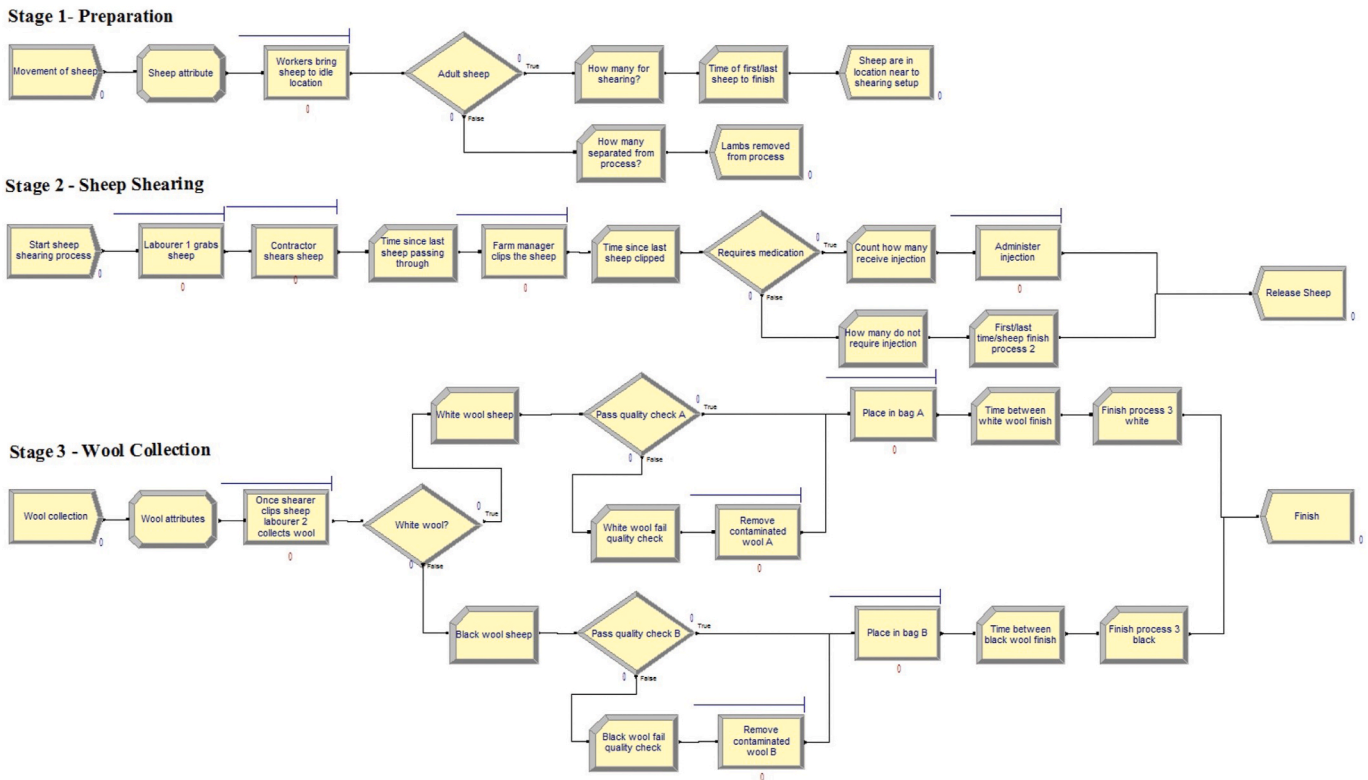 Stage 1- Preparation
Movement of sheep
0
Sheep attribute
Workers bring
sheep to idle
location
0
Adult sheep
0
True
0
False
How many for
shearing?
Time of first/last
sheep to finish
Sheep are in
location near to
shearing setup
0
How many
separated from
process?
Lambs removed
from process
0
Stage 2 - Sheep Shearing
Start sheep
shearing process
0
Labourer 1 grabs
sheep
0
Contractor
shears sheep
0
Time since last
sheep passing
through
Farm manager
clips the sheep
0
Time since last
sheep clipped
Requires medication
0
True
0
False
Count how many
receive injection
Administer
injection
0
How many do not
require injection
First/last
time/sheep finish
process 2
Release Sheep
0
Stage 3 - Wool Collection
Wool collection
0
Wool attributes
Once shearer
clips sheep
labourer 2
collects wool
0
White wool?
0
True
0
False
White wool sheep
Pass quality check A
0
True
0
False
White wool fail
quality check
Remove
contaminated
wool A
0
Place in bag A
0
Time between
white wool finish
Finish process 3
white
Black wool sheep
Pass quality check B
0
True
0
False
Black wool fail
quality check
Remove
contaminated
wool B
0
Place in bag B
0
Time between
black wool finish
Finish process 3
black
Finish
0